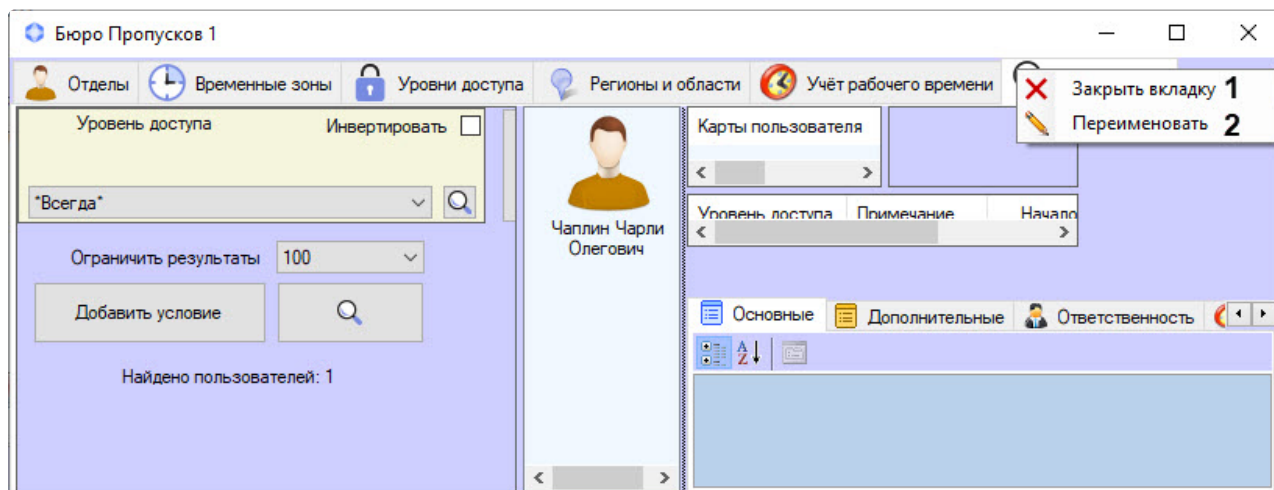 Бюро Пропусков 1
Отделы Временные зоны Уровни доступа Регионы и области Учёт рабочего времени
Закрыть вкладку 1
Переименовать 2
Уровень доступа Инвертировать
*Всегда*
Ограничить результаты 100
Добавить условие
Найдено пользователей: 1
Чаплин Чарли
Олегович
Карты пользователя
Уровень доступа Примечание Начало
Основные Дополнительные Ответственность